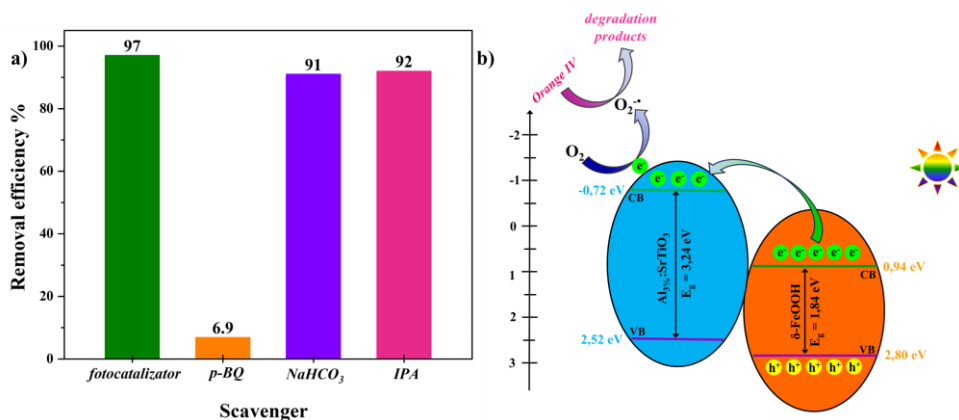 a)
Removal efficiency %
100
80
60
40
20
0
97
6.9
91
92
fotocatalizator
p-BQ
NaHCO₃
IPA
Scavenger
b)
degradation
products
Orange IV
O₂⁻•
O₂
e⁻
e⁻ e⁻ e⁻
-2
-1
0
1
2
3
-0,72 eV
CB
Al₃%:SrTiO₃
E_g = 3,24 eV
VB
2,52 eV
e⁻ e⁻ e⁻ e⁻ e⁻
0,94 eV
CB
δ-FeOOH
E_g = 1,84 eV
VB
2,80 eV
h⁺ h⁺ h⁺ h⁺ h⁺